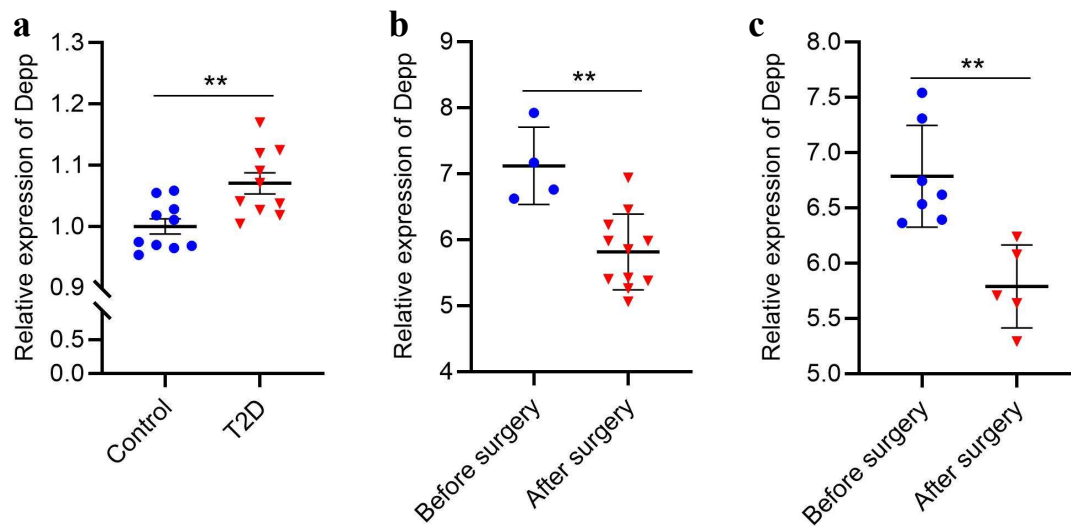 a
Relative expression of Depp
1.3
1.2
1.1
1.0
0.9
0.5
0.0
**
Control
T2D
b
Relative expression of Depp
9
8
7
6
5
4
**
Before surgery
After surgery
c
Relative expression of Depp
8.0
7.5
7.0
6.5
6.0
5.5
5.0
**
Before surgery
After surgery